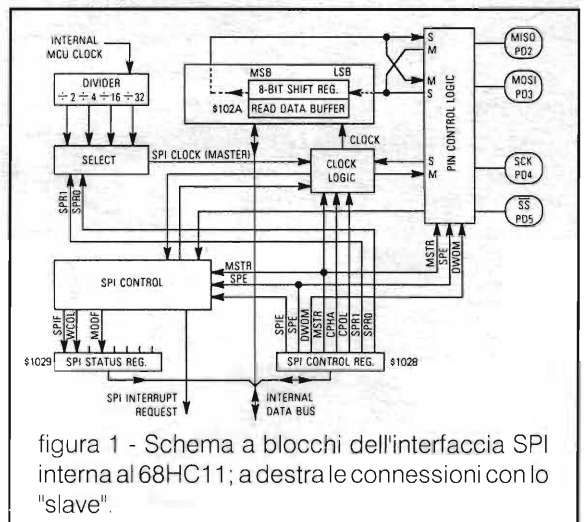 INTERNAL
MCU CLOCK
DIVIDER
÷2 ÷4 ÷16 ÷32
SELECT
SPR1
SPR0
SPI CLOCK (MASTER)
MSB LSB
8-BIT SHIFT REG.
READ DATA BUFFER
$102A
CLOCK
CLOCK
LOGIC
S
M
M
S
S
M
PIN CONTROL LOGIC
MISO
PD2
MOSI
PD3
SCK
PD4
SS
PD5
MSTR
SPE
DWOM
SPI CONTROL
MSTR
SPE
SPIF
WCOL
MODF
SPIE
SPE
DWOM
MSTR
CPHA
CPOL
SPR1
SPR0
$1029
SPI STATUS REG.
SPI CONTROL REG.
$1028
SPI INTERRUPT
REQUEST
INTERNAL
DATA BUS
figura 1 - Schema a blocchi dell'interfaccia SPI
interna al 68HC11; a destra le connessioni con lo
"slave".